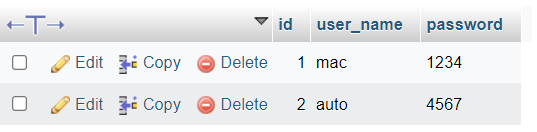 id user_name password
Edit Copy Delete 1 mac 1234
Edit Copy Delete 2 auto 4567